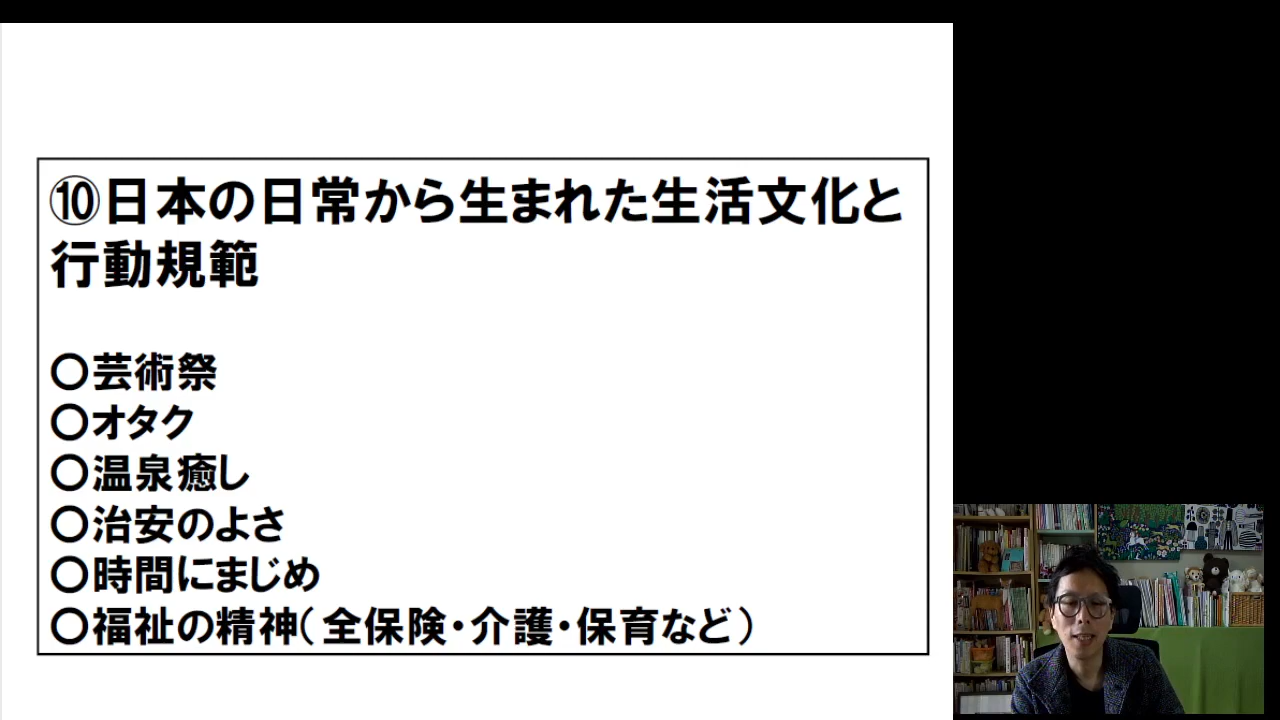 ⑩日本の日常から生まれた生活文化と
行動規範
〇芸術祭
〇オタク
〇温泉癒し
〇治安のよさ
〇時間にまじめ
〇福祉の精神(全保険・介護・保育など)